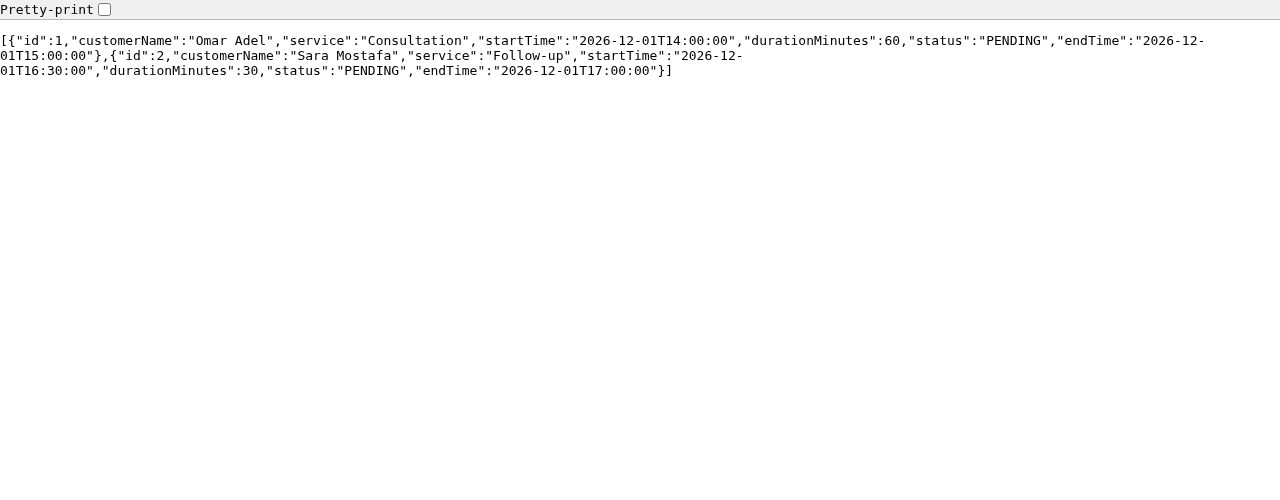 Pretty-print
[{"id":1,"customerName":"Omar Adel","service":"Consultation","startTime":"2026-12-01T14:00:00","durationMinutes":60,"status":"PENDING","endTime":"2026-12-
01T15:00:00"},{"id":2,"customerName":"Sara Mostafa","service":"Follow-up","startTime":"2026-12-
01T16:30:00","durationMinutes":30,"status":"PENDING","endTime":"2026-12-01T17:00:00"}]